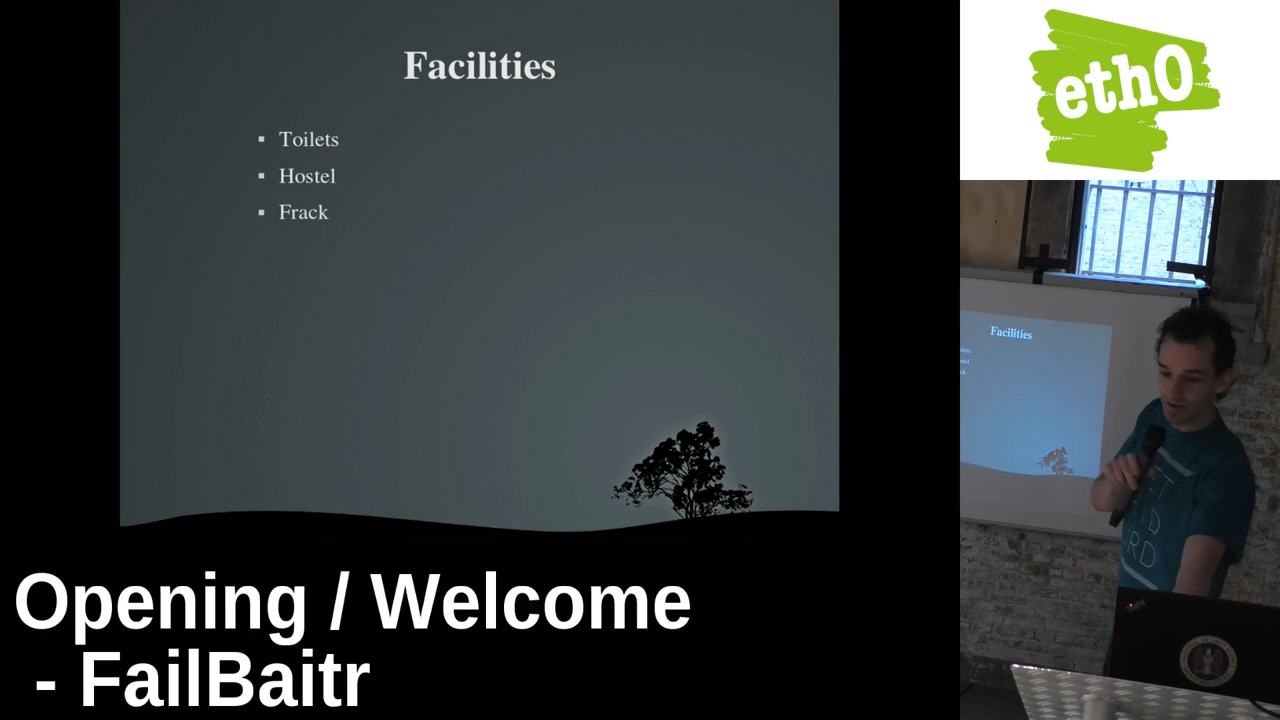 Facilities
▪ Toilets
▪ Hostel
▪ Frack
Opening / Welcome
- FailBaitr
eth0
Facilities